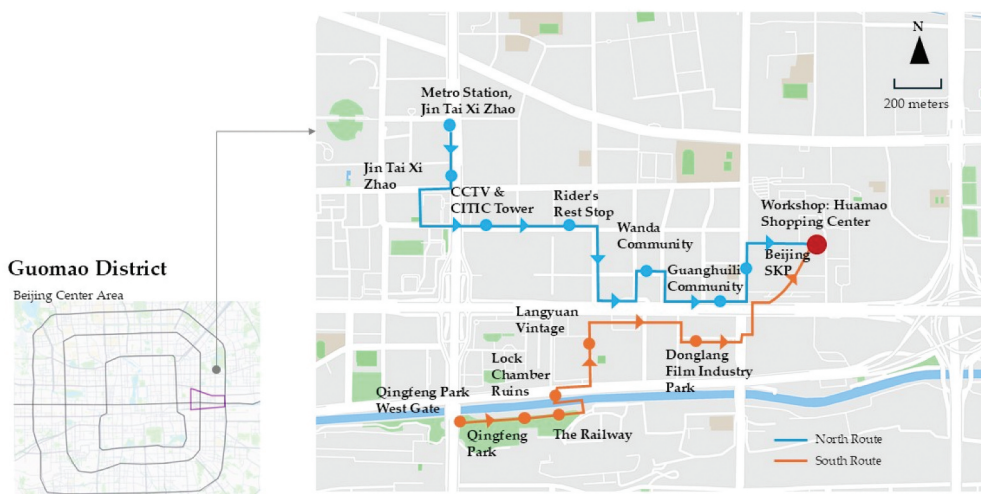 Guomao District
Beijing Center Area
Metro Station,
Jin Tai Xi Zhao
Jin Tai Xi
Zhao
CCTV &
CITIC Tower
Rider's
Rest Stop
Wanda
Community
Guanghuili
Community
Workshop: Huamao
Shopping Center
Beijing
SKP
Langyuan
Vintage
Lock
Chamber
Ruins
Donglang
Film Industry
Park
Qingfeng Park
West Gate
Qingfeng
Park
The Railway
N
200 meters
North Route
South Route